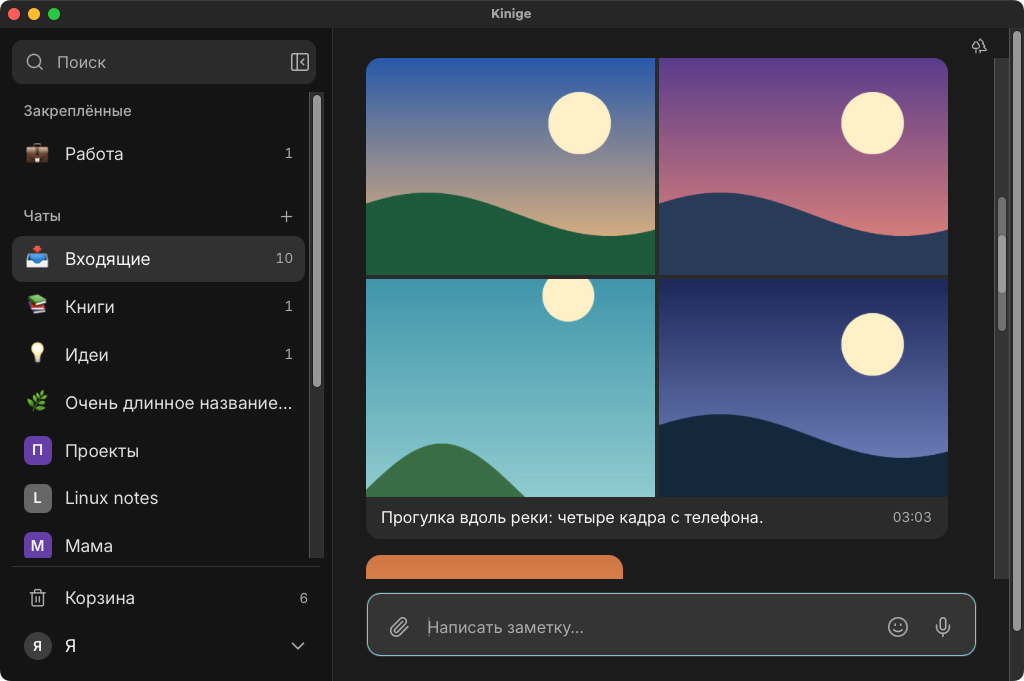 Kinige
Поиск
Закреплённые
Работа 1
Чаты
Входящие 10
Книги 1
Идеи 1
Очень длинное название...
П Проекты
L Linux notes
М Мама
Корзина 6
Я Я
Прогулка вдоль реки: четыре кадра с телефона. 03:03
Написать заметку...